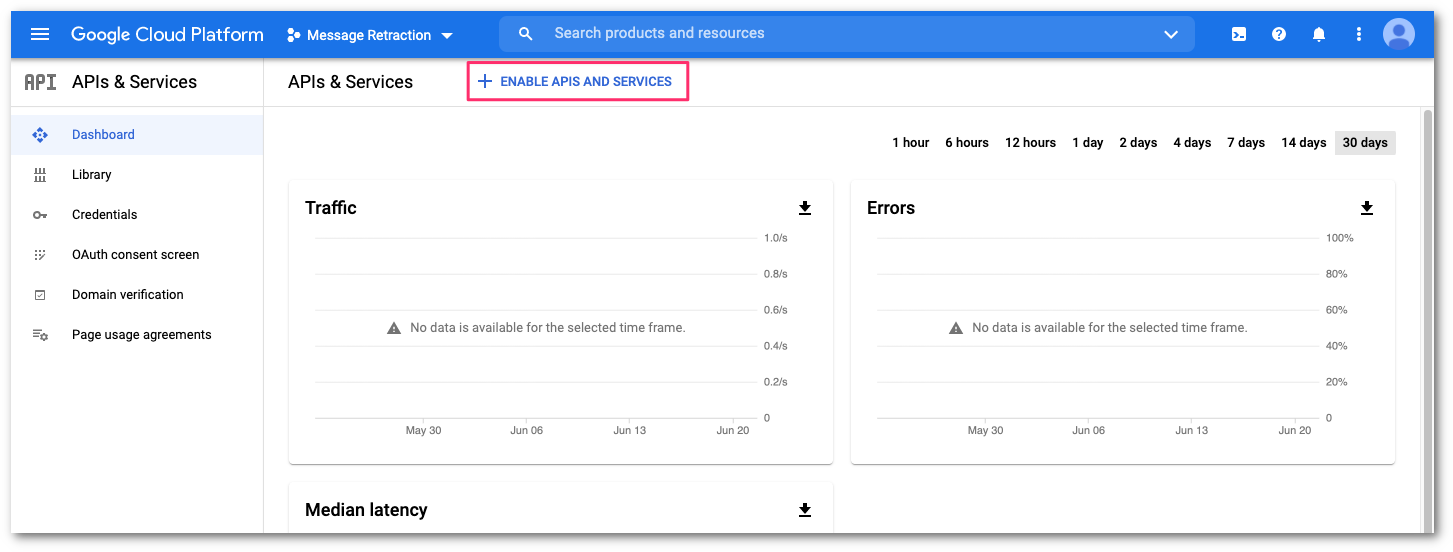 Google Cloud Platform Message Retraction Search products and resources
API APIs & Services
APIs & Services + ENABLE APIS AND SERVICES
Dashboard
Library
Credentials
OAuth consent screen
Domain verification
Page usage agreements
1 hour 6 hours 12 hours 1 day 2 days 4 days 7 days 14 days 30 days
Traffic
1.0/s
0.8/s
0.6/s
No data is available for the selected time frame.
0.4/s
0.2/s
0
May 30 Jun 06 Jun 13 Jun 20
Errors
100%
80%
60%
No data is available for the selected time frame.
40%
20%
0
May 30 Jun 06 Jun 13 Jun 20
Median latency